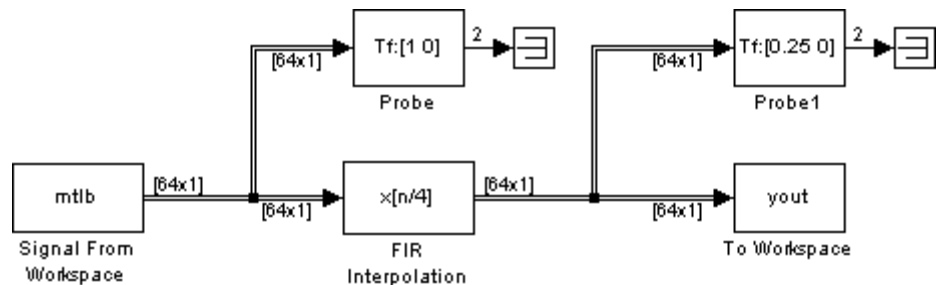 Tf:[1 0]
2
[64x1]
Probe
Tf:[0.25 0]
2
[64x1]
Probe1
mtlb
[64x1]
[64x1]
Signal From
Workspace
x[n/4]
[64x1]
FIR
Interpolation
[64x1]
yout
To Workspace